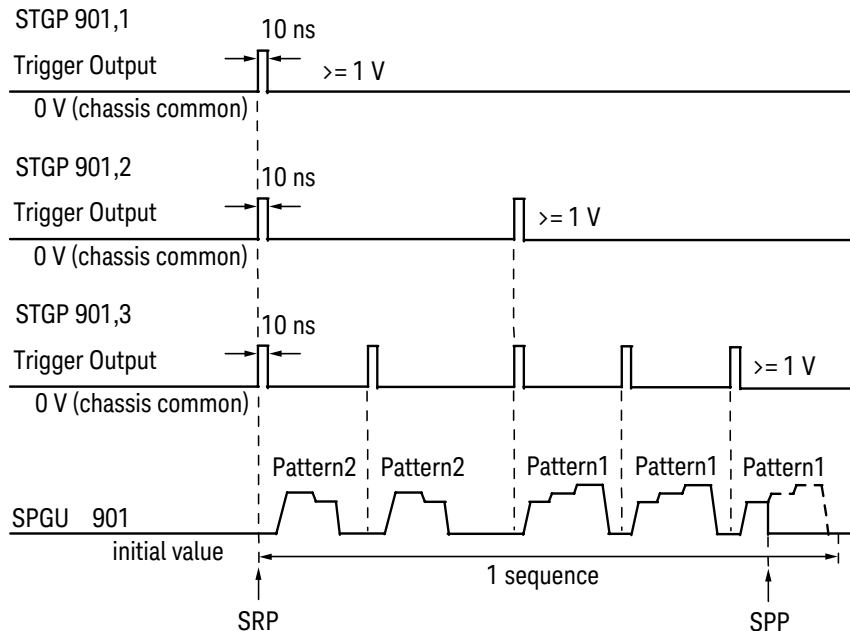 STGP 901,1
10 ns
Trigger Output
>= 1 V
0 V (chassis common)
STGP 901,2
10 ns
Trigger Output
>= 1 V
0 V (chassis common)
STGP 901,3
10 ns
Trigger Output
>= 1 V
0 V (chassis common)
Pattern2 Pattern2 Pattern1 Pattern1 Pattern1
SPGU 901
initial value
1 sequence
SRP SPP